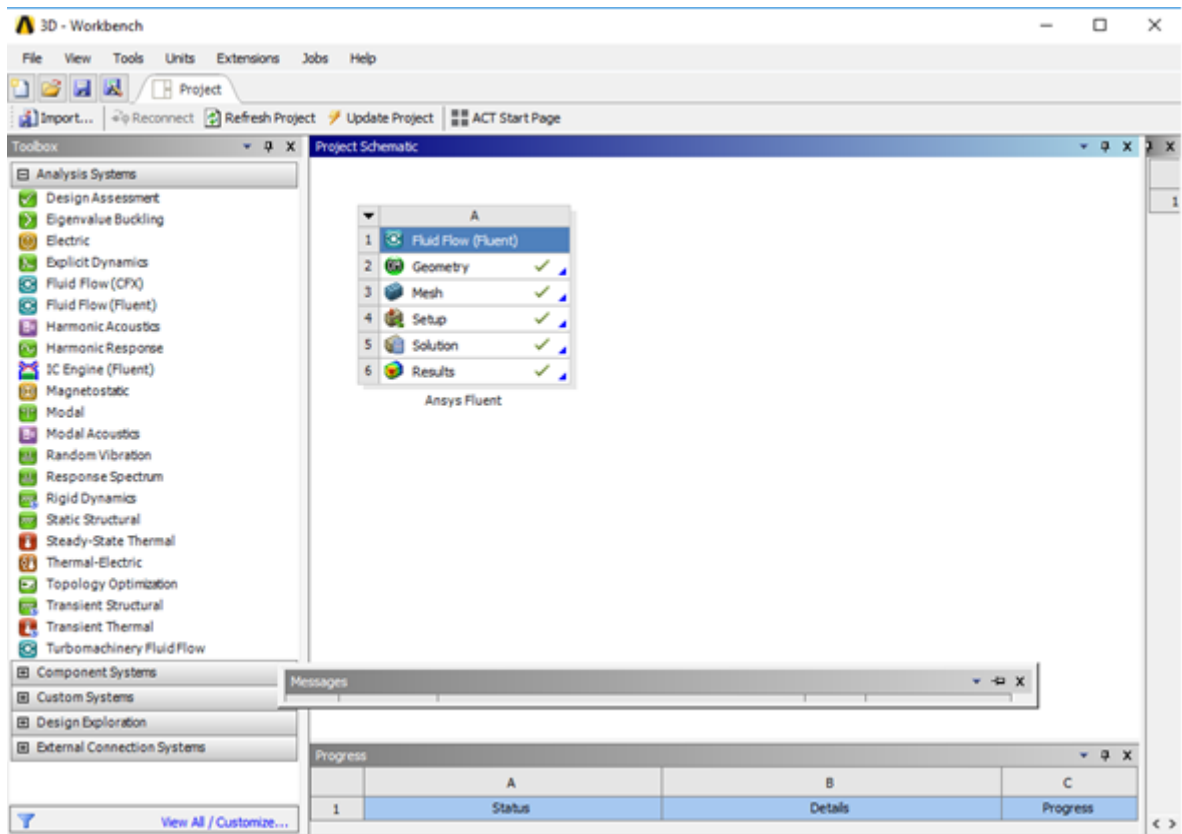 3D - Workbench
File View Tools Units Extensions Jobs Help
Project
Import... Reconnect Refresh Project Update Project ACT Start Page
Toolbox
Project Schematic
Analysis Systems
Design Assessment
Eigenvalue Buckling
Electric
Explicit Dynamics
Fluid Flow (CFX)
Fluid Flow (Fluent)
Harmonic Acoustics
Harmonic Response
IC Engine (Fluent)
Magnetostatic
Modal
Modal Acoustics
Random Vibration
Response Spectrum
Rigid Dynamics
Static Structural
Steady-State Thermal
Thermal-Electric
Topology Optimization
Transient Structural
Transient Thermal
Turbomachinery Fluid Flow
Component Systems
Custom Systems
Design Exploration
External Connection Systems
View All / Customize...
A
1 Fluid Flow (Fluent)
2 Geometry
3 Mesh
4 Setup
5 Solution
6 Results
Ansys Fluent
1
Messages
Progress
A B C
1 Status Details Progress